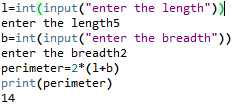 l=int(input("enter the length"))
enter the length5
b=int(input("enter the breadth"))
enter the breadth2
perimeter=2*(l+b)
print(perimeter)
14